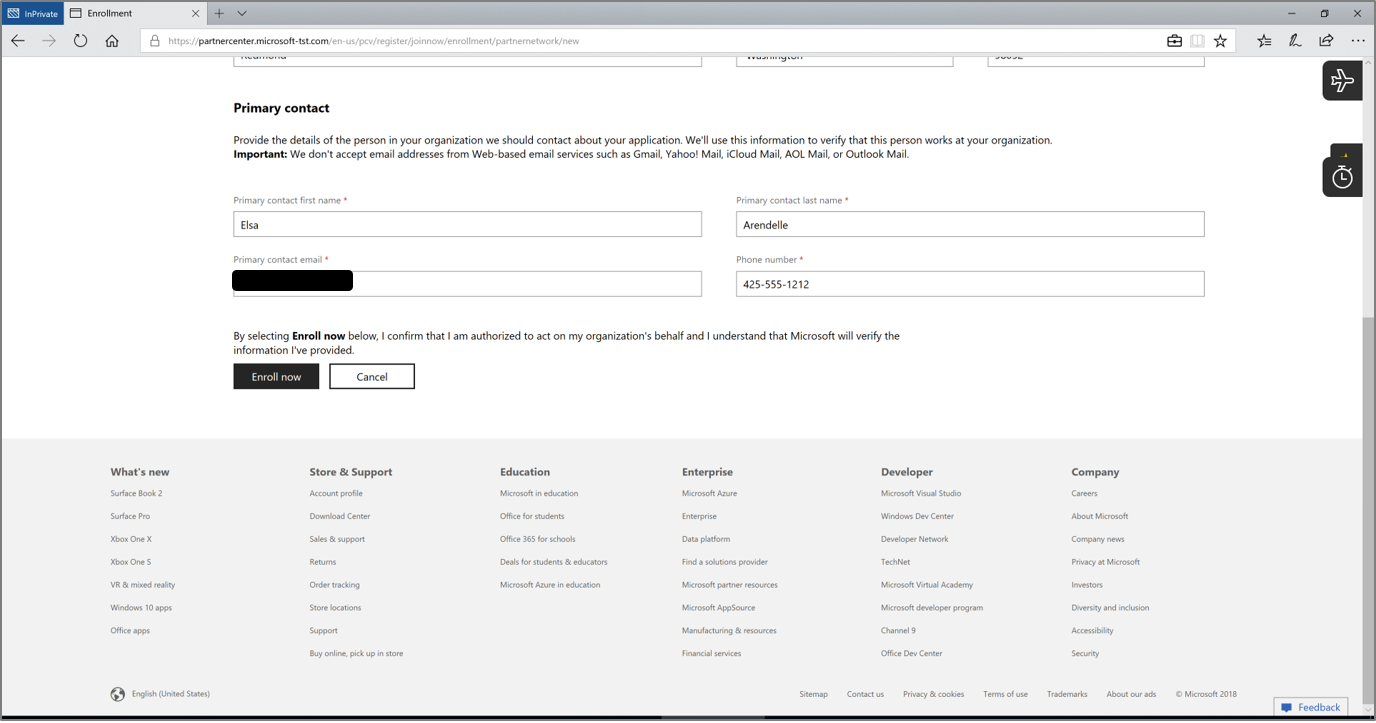 InPrivate
Enrollment
https://partnercenter.microsoft-tst.com/en-us/pcv/register/joinnow/enrollment/partnernetwork/new
Redmond Washington 98052
Primary contact
Provide the details of the person in your organization we should contact about your application. We'll use this information to verify that this person works at your organization.
Important: We don't accept email addresses from Web-based email services such as Gmail, Yahoo! Mail, iCloud Mail, AOL Mail, or Outlook Mail.
Primary contact first name * Primary contact last name *
Elsa Arendelle
Primary contact email * Phone number *
425-555-1212
By selecting Enroll now below, I confirm that I am authorized to act on my organization's behalf and I understand that Microsoft will verify the
information I've provided.
Enroll now Cancel
What's new Store & Support Education Enterprise Developer Company
Surface Book 2 Account profile Microsoft in education Microsoft Azure Microsoft Visual Studio Careers
Surface Pro Download Center Office for students Enterprise Windows Dev Center About Microsoft
Xbox One X Sales & support Office 365 for schools Data platform Developer Network Company news
Xbox One S Returns Deals for students & educators Find a solutions provider TechNet Privacy at Microsoft
VR & mixed reality Order tracking Microsoft Azure in education Microsoft partner resources Microsoft Virtual Academy Investors
Windows 10 apps Store locations Microsoft AppSource Microsoft developer program Diversity and inclusion
Office apps Support Manufacturing & resources Channel 9 Accessibility
Buy online, pick up in store Financial services Office Dev Center Security
English (United States) Sitemap Contact us Privacy & cookies Terms of use Trademarks About our ads © Microsoft 2018
Feedback